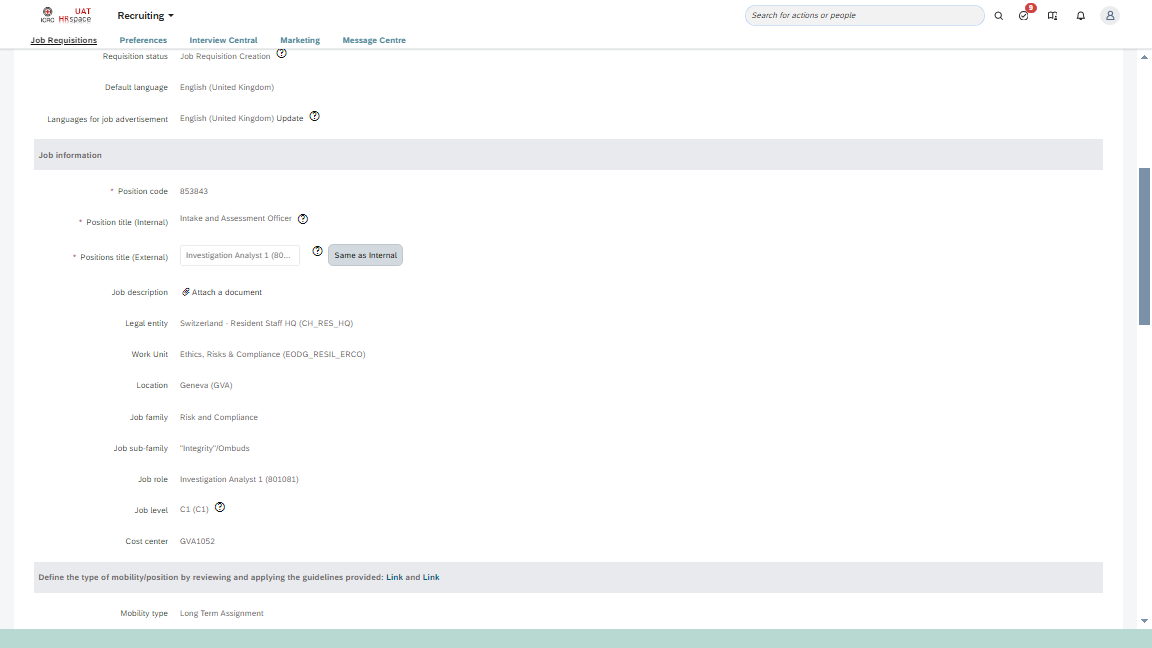 ICRC UAT HRspace Recruiting Search for actions or people 9
Job Requisitions Preferences Interview Central Marketing Message Centre
Requisition status Job Requisition Creation ?
Default language English (United Kingdom)
Languages for job advertisement English (United Kingdom) Update ?
Job information
* Position code 853843
* Position title (Internal) Intake and Assessment Officer ?
* Positions title (External) Investigation Analyst 1 (80... ? Same as Internal
Job description Attach a document
Legal entity Switzerland - Resident Staff HQ (CH_RES_HQ)
Work Unit Ethics, Risks & Compliance (EODG_RESIL_ERCO)
Location Geneva (GVA)
Job family Risk and Compliance
Job sub-family "Integrity"/Ombuds
Job role Investigation Analyst 1 (801081)
Job level C1 (C1) ?
Cost center GVA1052
Define the type of mobility/position by reviewing and applying the guidelines provided: Link and Link
Mobility type Long Term Assignment